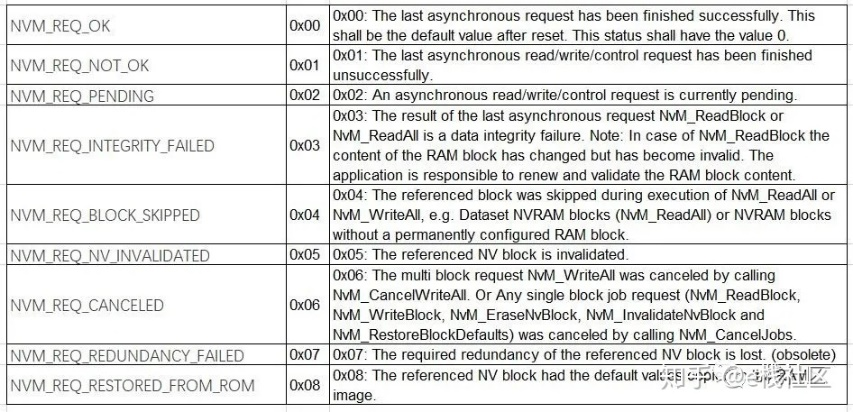 NVM_REQ_OK 0x00 0x00: The last asynchronous request has been finished successfully. This
shall be the default value after reset. This status shall have the value 0.
NVM_REQ_NOT_OK 0x01 0x01: The last asynchronous read/write/control request has been finished
unsuccessfully.
NVM_REQ_PENDING 0x02 0x02: An asynchronous read/write/control request is currently pending.
NVM_REQ_INTEGRITY_FAILED 0x03 0x03: The result of the last asynchronous request NvM_ReadBlock or
NvM_ReadAll is a data integrity failure. Note: In case of NvM_ReadBlock the
content of the RAM block has changed but has become invalid. The
application is responsible to renew and validate the RAM block content.
NVM_REQ_BLOCK_SKIPPED 0x04 0x04: The referenced block was skipped during execution of NvM_ReadAll or
NvM_WriteAll, e.g. Dataset NVRAM blocks (NvM_ReadAll) or NVRAM blocks
without a permanently configured RAM block.
NVM_REQ_NV_INVALIDATED 0x05 0x05: The referenced NV block is invalidated.
NVM_REQ_CANCELED 0x06 0x06: The multi block request NvM_WriteAll was canceled by calling
NvM_CancelWriteAll. Or Any single block job request (NvM_ReadBlock,
NvM_WriteBlock, NvM_EraseNvBlock, NvM_InvalidateNvBlock and
NvM_RestoreBlockDefaults) was canceled by calling NvM_CancelJobs.
NVM_REQ_REDUNDANCY_FAILED 0x07 0x07: The required redundancy of the referenced NV block is lost. (obsolete)
NVM_REQ_RESTORED_FROM_ROM 0x08 0x08: The referenced NV block had the default values
image.
知乎 @e栈社区